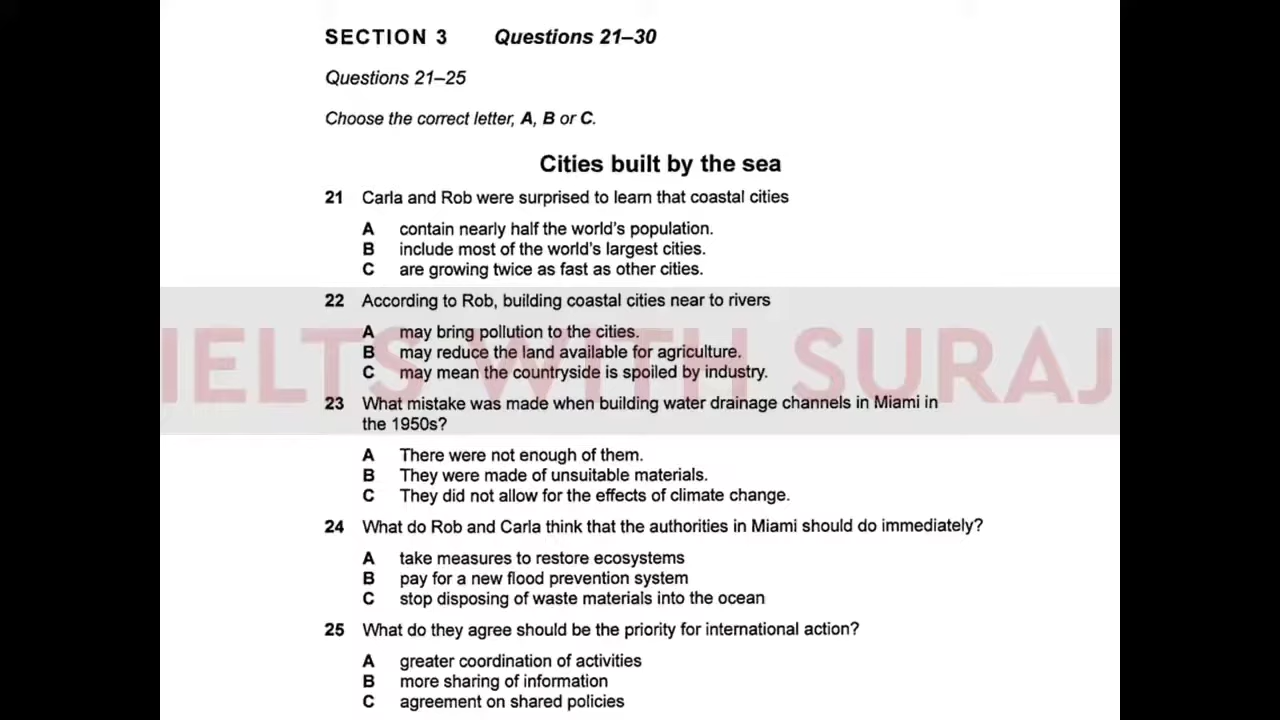 SECTION 3 Questions 21–30
Questions 21–25
Choose the correct letter, A, B or C.
Cities built by the sea
21 Carla and Rob were surprised to learn that coastal cities
A contain nearly half the world's population.
B include most of the world's largest cities.
C are growing twice as fast as other cities.
22 According to Rob, building coastal cities near to rivers
A may bring pollution to the cities.
B may reduce the land available for agriculture.
C may mean the countryside is spoiled by industry.
IELTS WITH SURAJ
23 What mistake was made when building water drainage channels in Miami in
the 1950s?
A There were not enough of them.
B They were made of unsuitable materials.
C They did not allow for the effects of climate change.
24 What do Rob and Carla think that the authorities in Miami should do immediately?
A take measures to restore ecosystems
B pay for a new flood prevention system
C stop disposing of waste materials into the ocean
25 What do they agree should be the priority for international action?
A greater coordination of activities
B more sharing of information
C agreement on shared policies